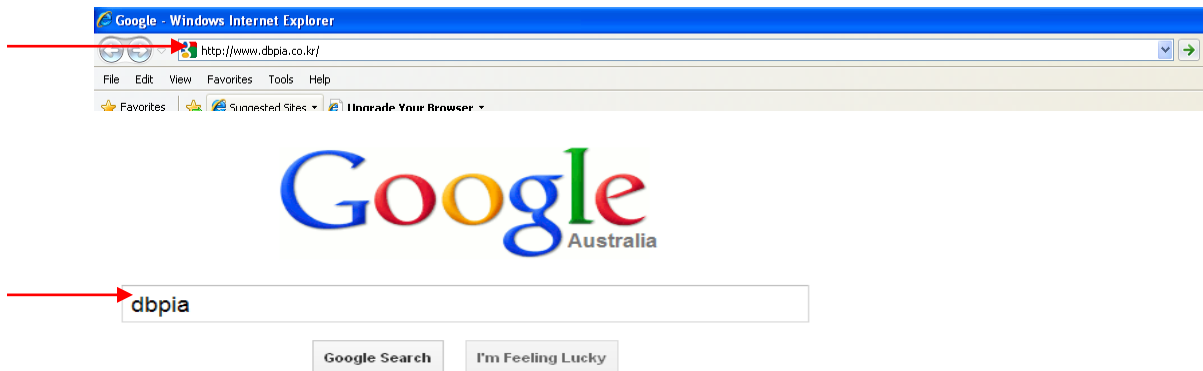 Google - Windows Internet Explorer
http://www.dbpia.co.kr/
File Edit View Favorites Tools Help
Favorites Suggested Sites Upgrade Your Browser
Google
Australia
dbpia
Google Search I'm Feeling Lucky